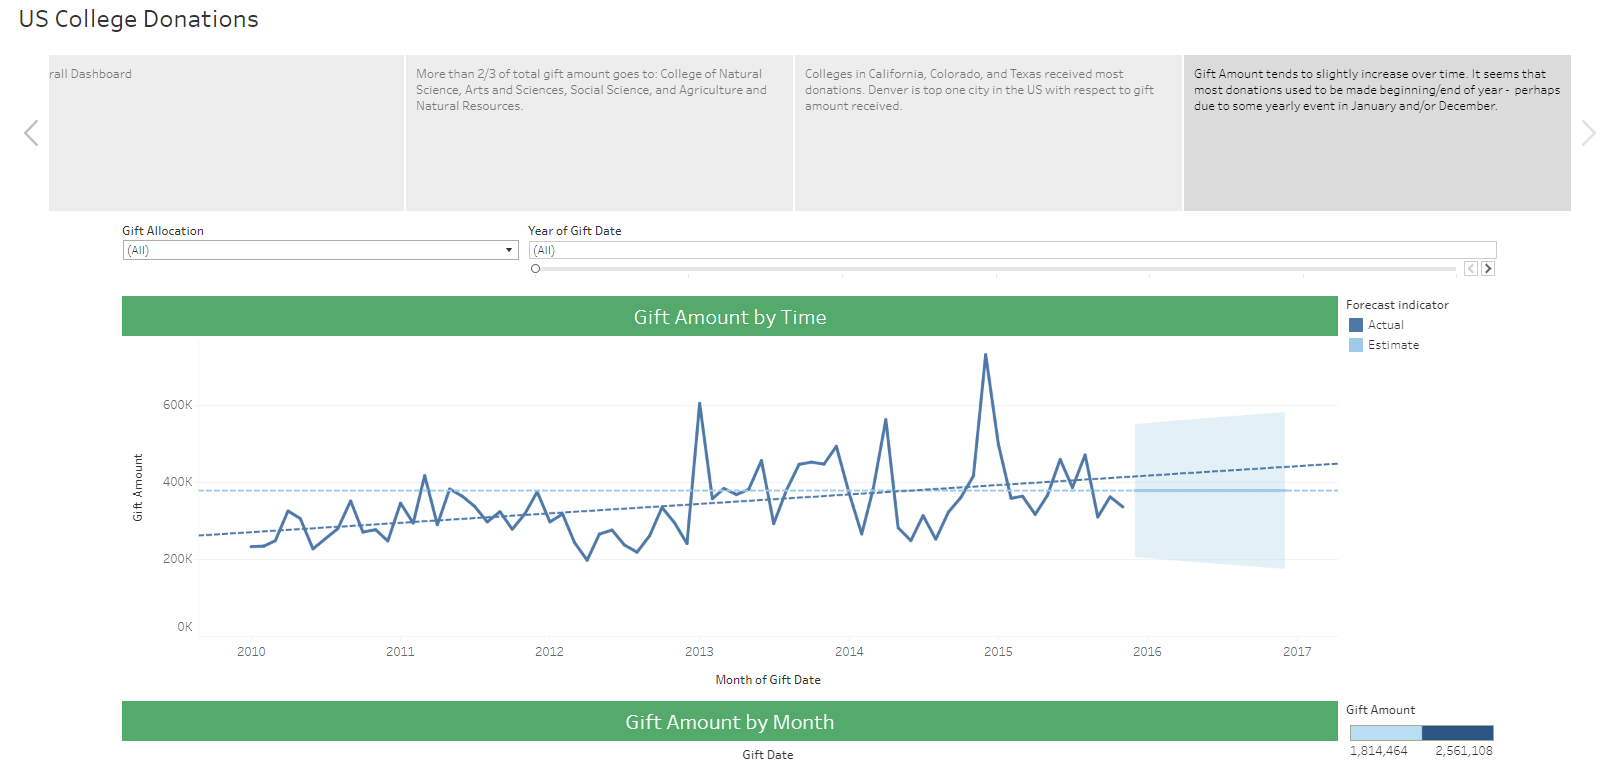 US College Donations
rall Dashboard
More than 2/3 of total gift amount goes to: College of Natural
Science, Arts and Sciences, Social Science, and Agriculture and
Natural Resources.
Colleges in California, Colorado, and Texas received most
donations. Denver is top one city in the US with respect to gift
amount received.
Gift Amount tends to slightly increase over time. It seems that
most donations used to be made beginning/end of year - perhaps
due to some yearly event in January and/or December.
Gift Allocation
(All)
Year of Gift Date
(All)
Gift Amount by Time
Forecast indicator
Actual
Estimate
Gift Amount
600K
400K
200K
0K
2010 2011 2012 2013 2014 2015 2016 2017
Month of Gift Date
Gift Amount by Month
Gift Date
Gift Amount
1,814,464 2,561,108